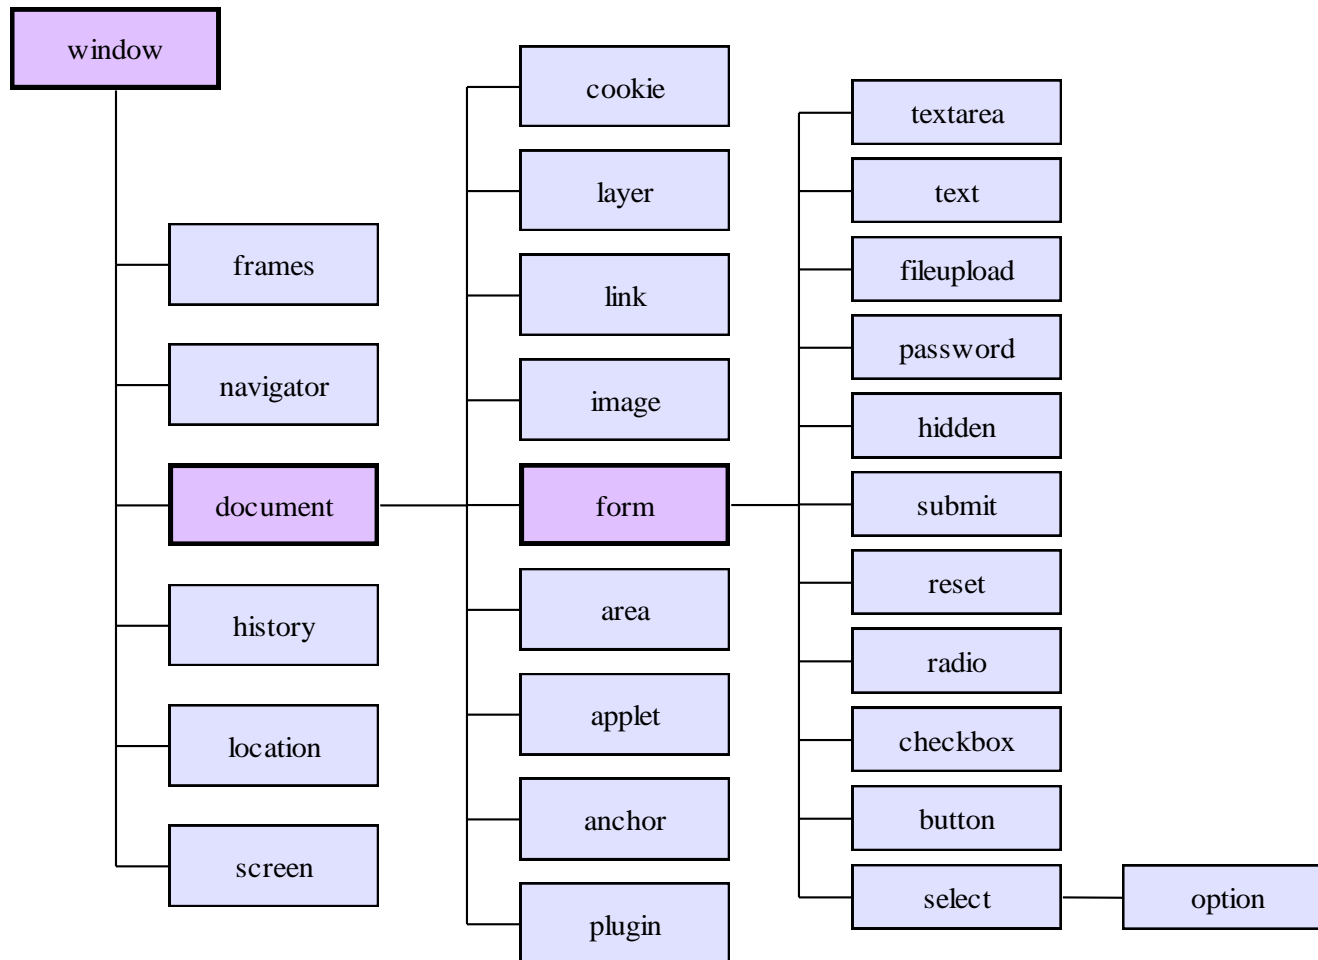 window
frames
navigator
document
history
location
screen
cookie
layer
link
image
form
area
applet
anchor
plugin
textarea
text
fileupload
password
hidden
submit
reset
radio
checkbox
button
select
option